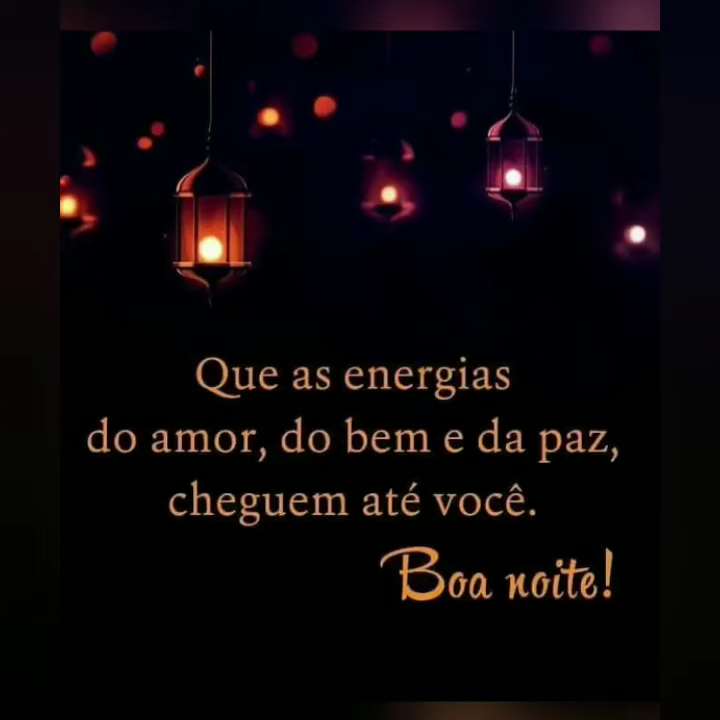 Que as energias
do amor, do bem e da paz,
cheguem até você.
Boa noite!